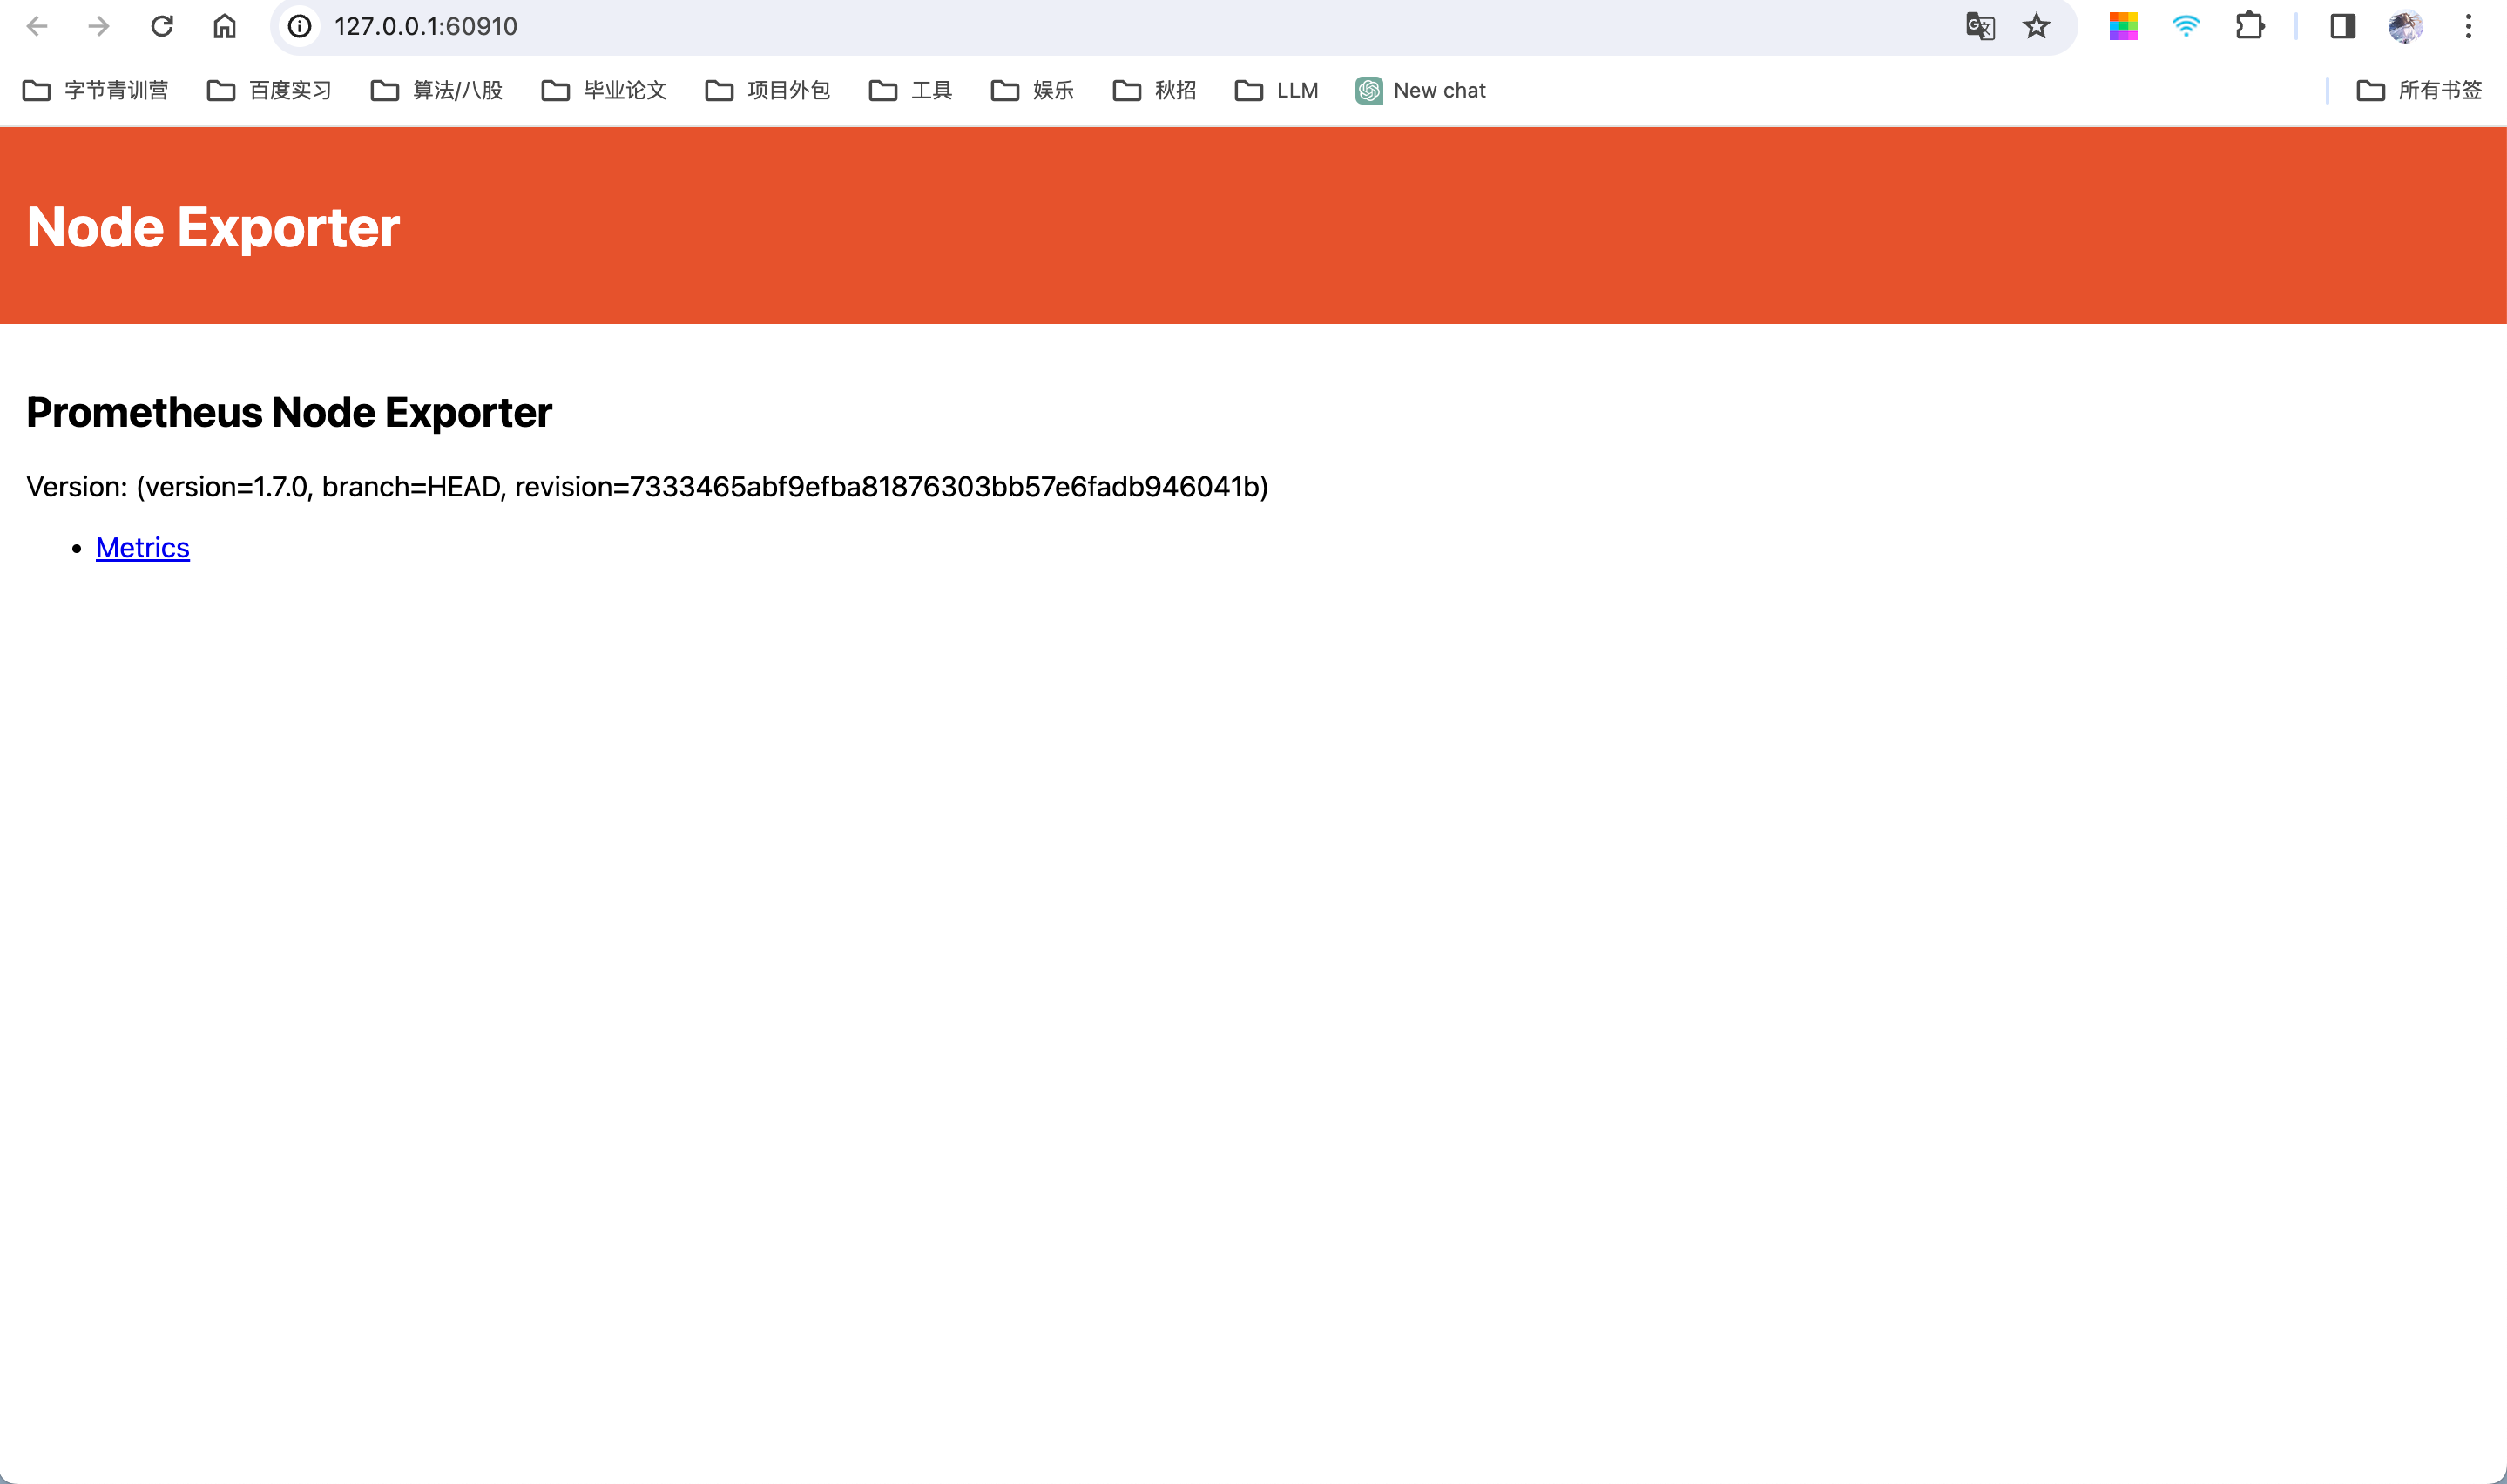 127.0.0.1:60910
字节青训营 百度实习 算法/八股 毕业论文 项目外包 工具 娱乐 秋招 LLM New chat 所有书签
Node Exporter
Prometheus Node Exporter
Version: (version=1.7.0, branch=HEAD, revision=7333465abf9efba81876303bb57e6fadb946041b)
Metrics